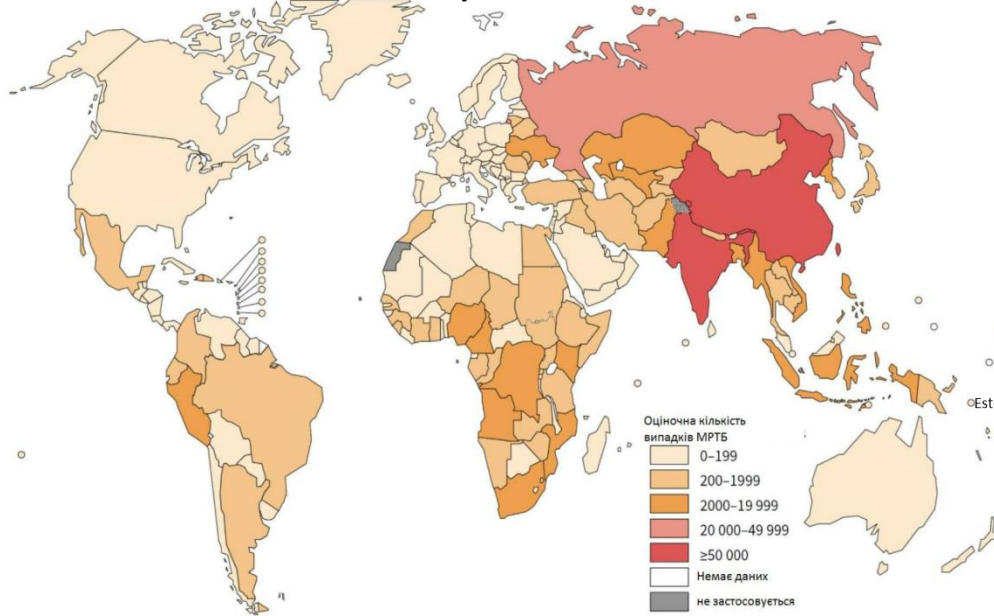 Est
Оціночна кількість
випадків МРТБ
0–199
200–1999
2000–19 999
20 000–49 999
≥50 000
Немає даних
не застосовується